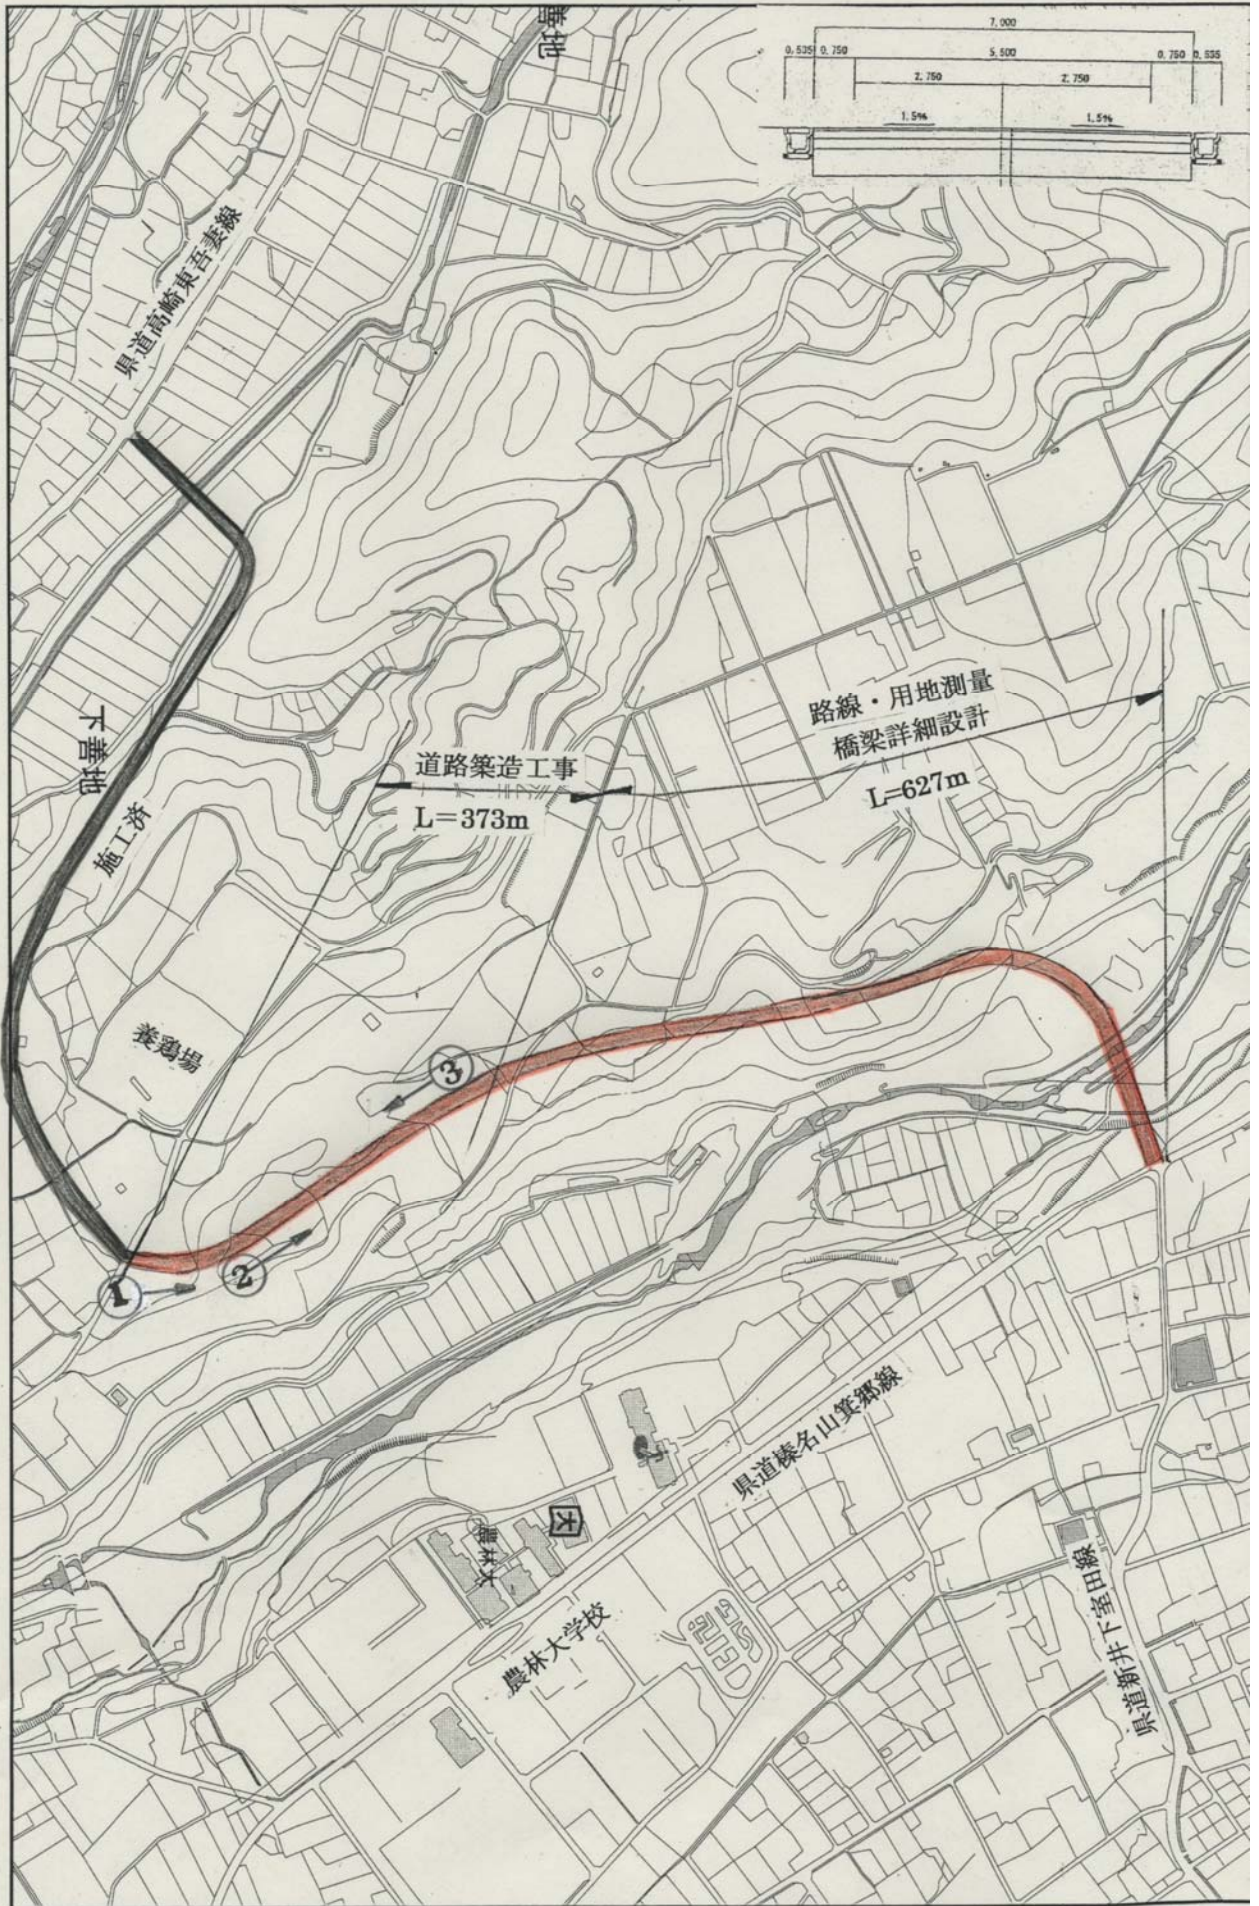 善地
7.000
0.535 0.750 5.500 0.750 0.535
2.750 2.750
1.5% 1.5%
県道高崎東吾妻線
下善地
施工済
道路築造工事
L=373m
路線・用地測量
橋梁詳細設計
L=627m
養鶏場
3
2
1
県道榛名山箕郷線
大
農林大
農林大学校
県道新井下室田線